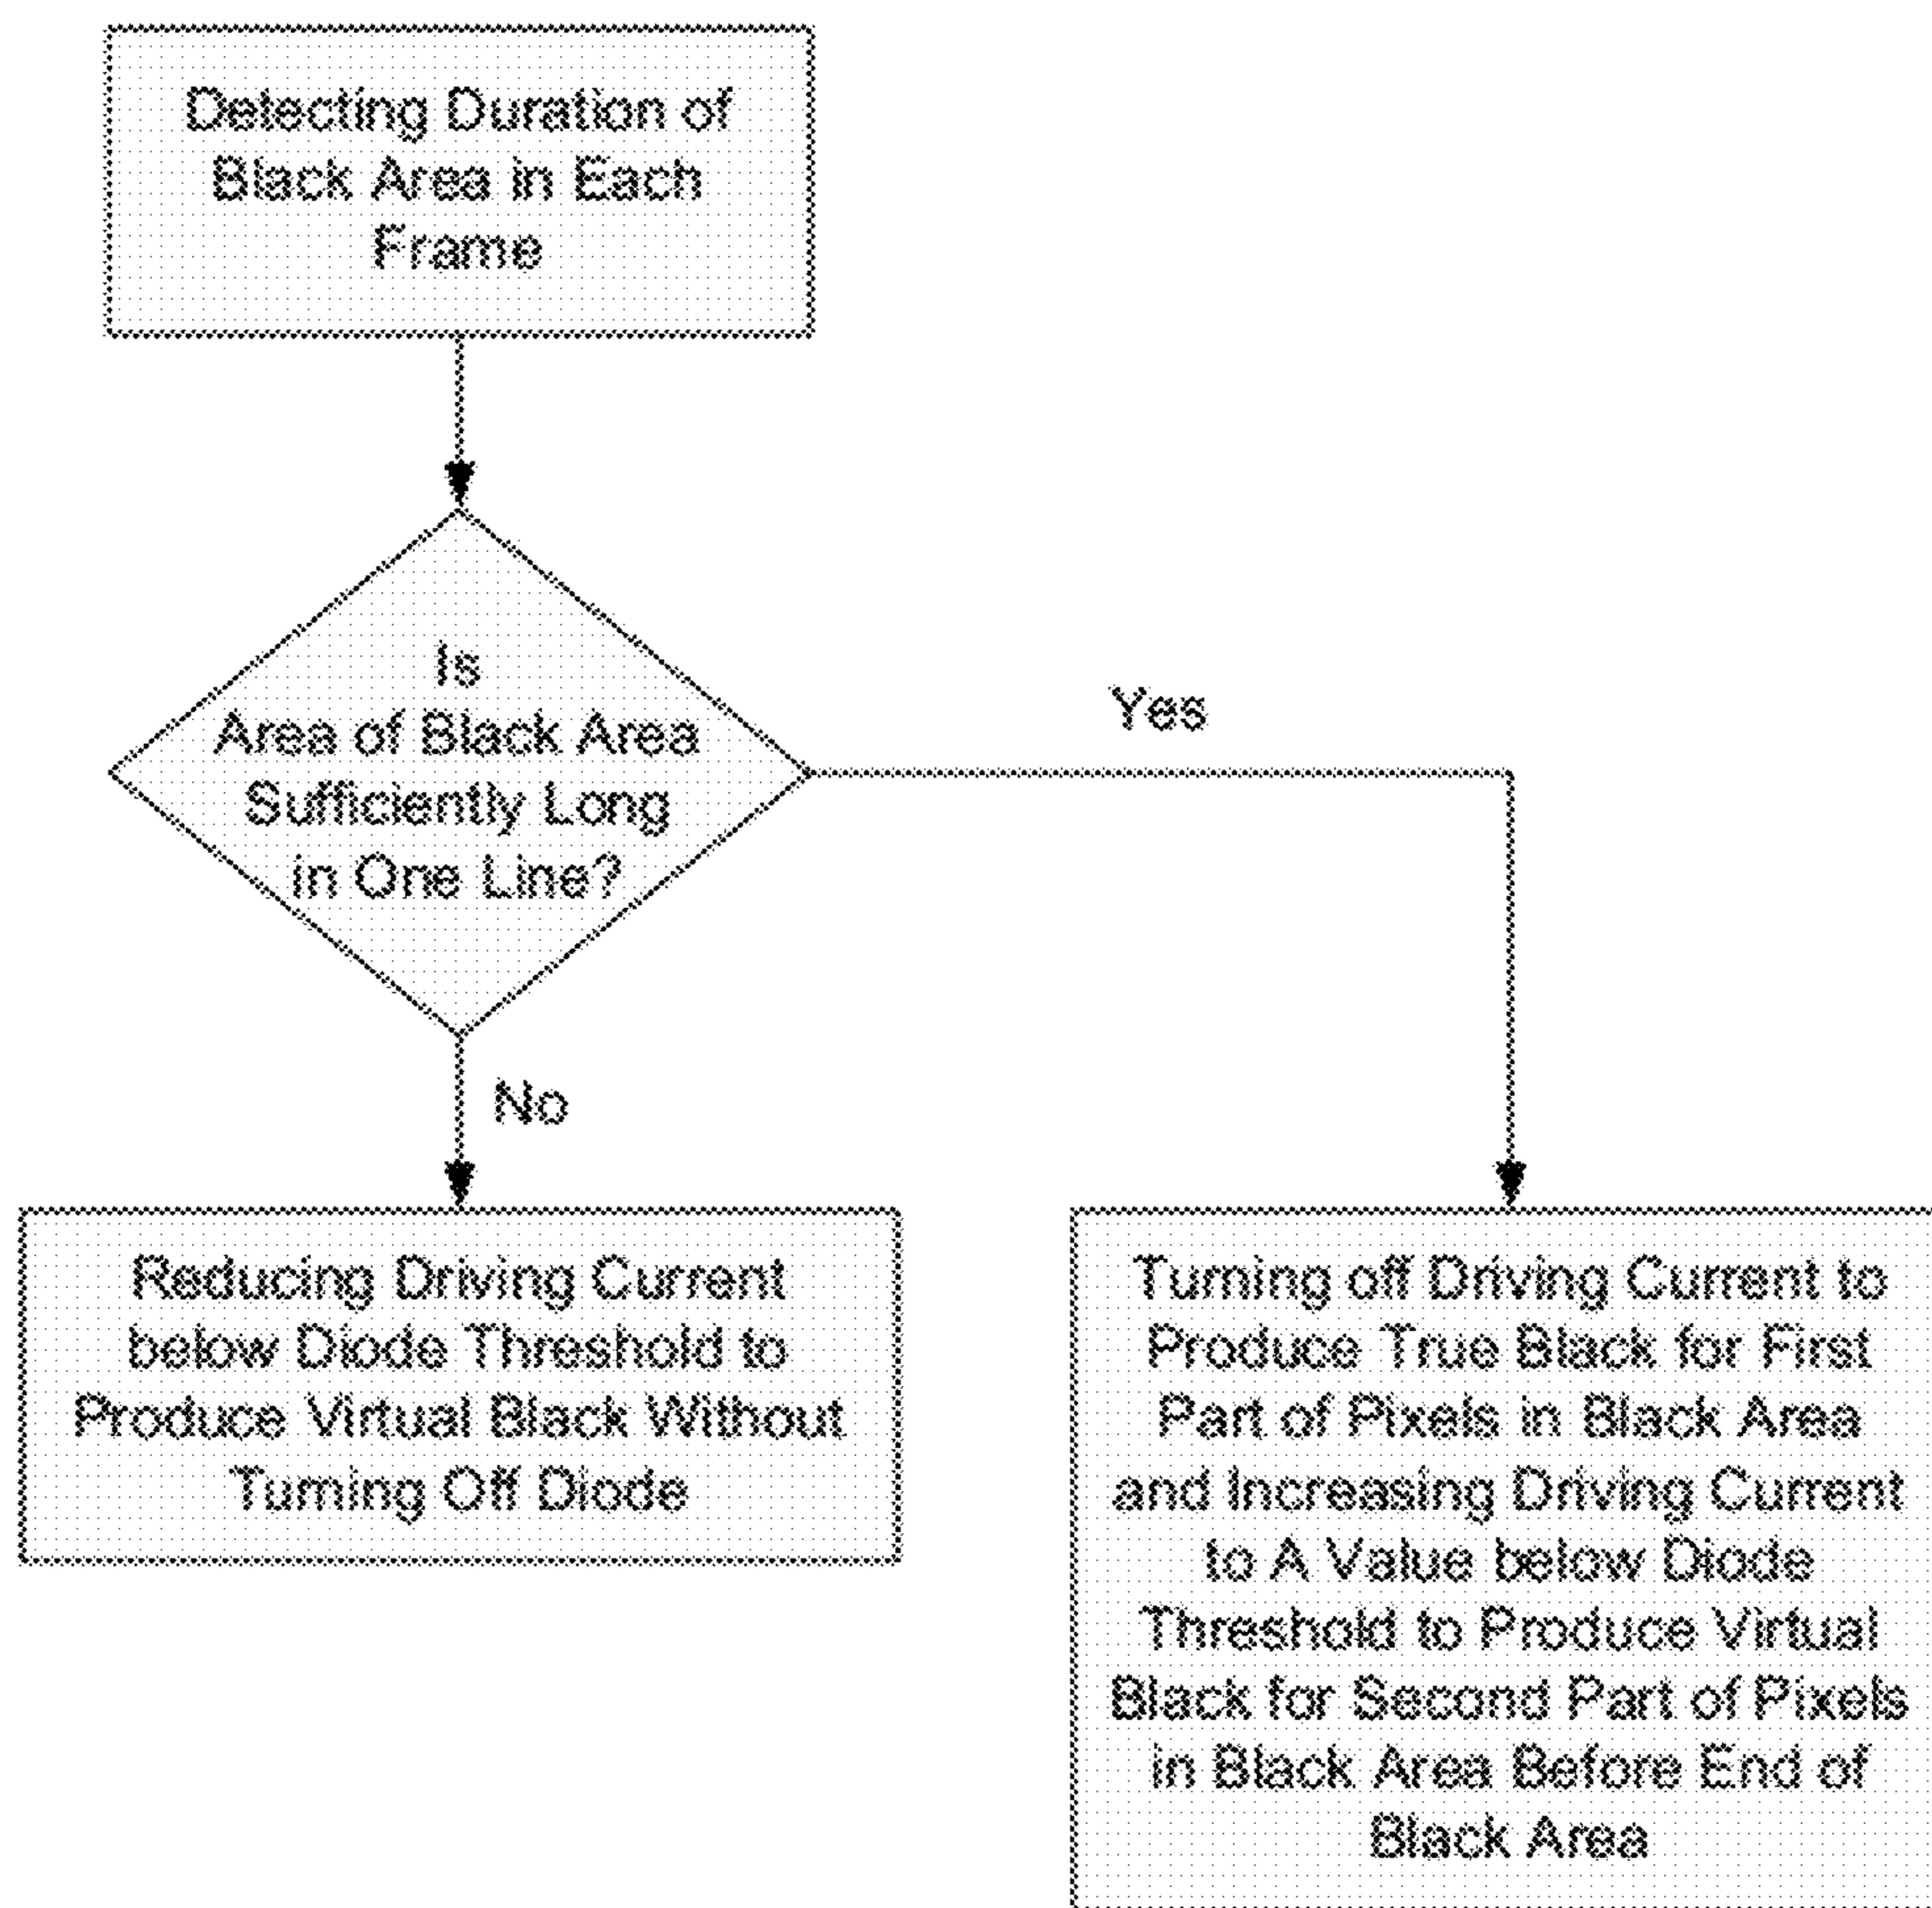 Detecting Duration of
Black Area in Each
Frame
Is
Area of Black Area
Sufficiently Long
in One Line?
Yes
No
Reducing Driving Current
below Diode Threshold to
Produce Virtual Black Without
Turning Off Diode
Turning off Driving Current to
Produce True Black for First
Part of Pixels in Black Area
and Increasing Driving Current
to A Value below Diode
Threshold to Produce Virtual
Black for Second Part of Pixels
in Black Area Before End of
Black Area